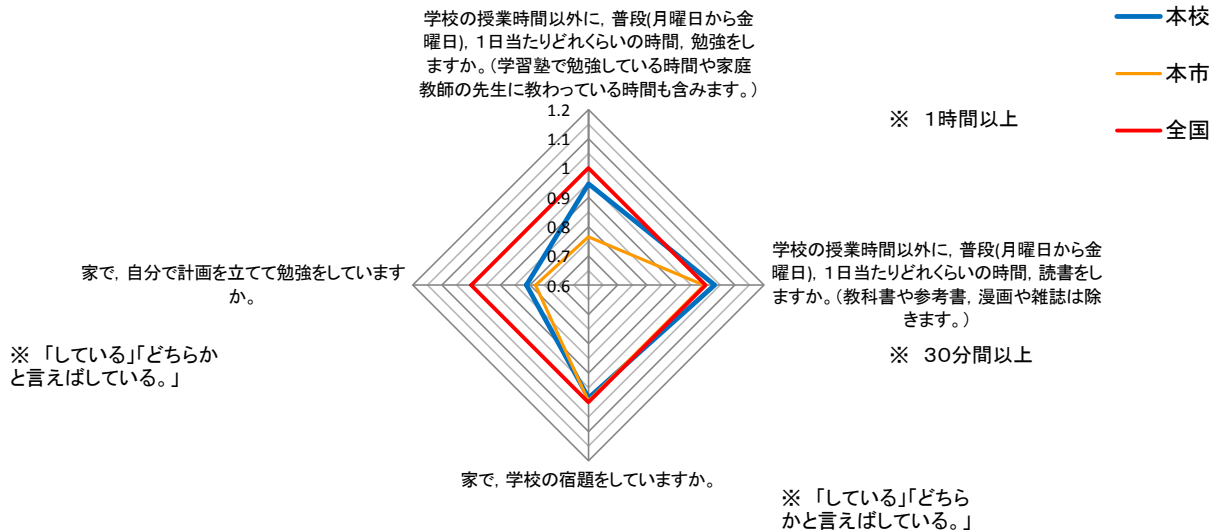 学校の授業時間以外に，普段(月曜日から金
曜日)，１日当たりどれくらいの時間，勉強をし
ますか。（学習塾で勉強している時間や家庭
教師の先生に教わっている時間も含みます。）
本校
本市
全国
※　１時間以上
1.2
1.1
1
0.9
0.8
0.7
0.6
学校の授業時間以外に，普段(月曜日から金
曜日)，１日当たりどれくらいの時間，読書をし
ますか。（教科書や参考書，漫画や雑誌は除
きます。）
※　３０分間以上
家で，自分で計画を立てて勉強をしています
か。
※　「している」「どちらか
と言えばしている。」
家で，学校の宿題をしていますか。
※　「している」「どちら
かと言えばしている。」